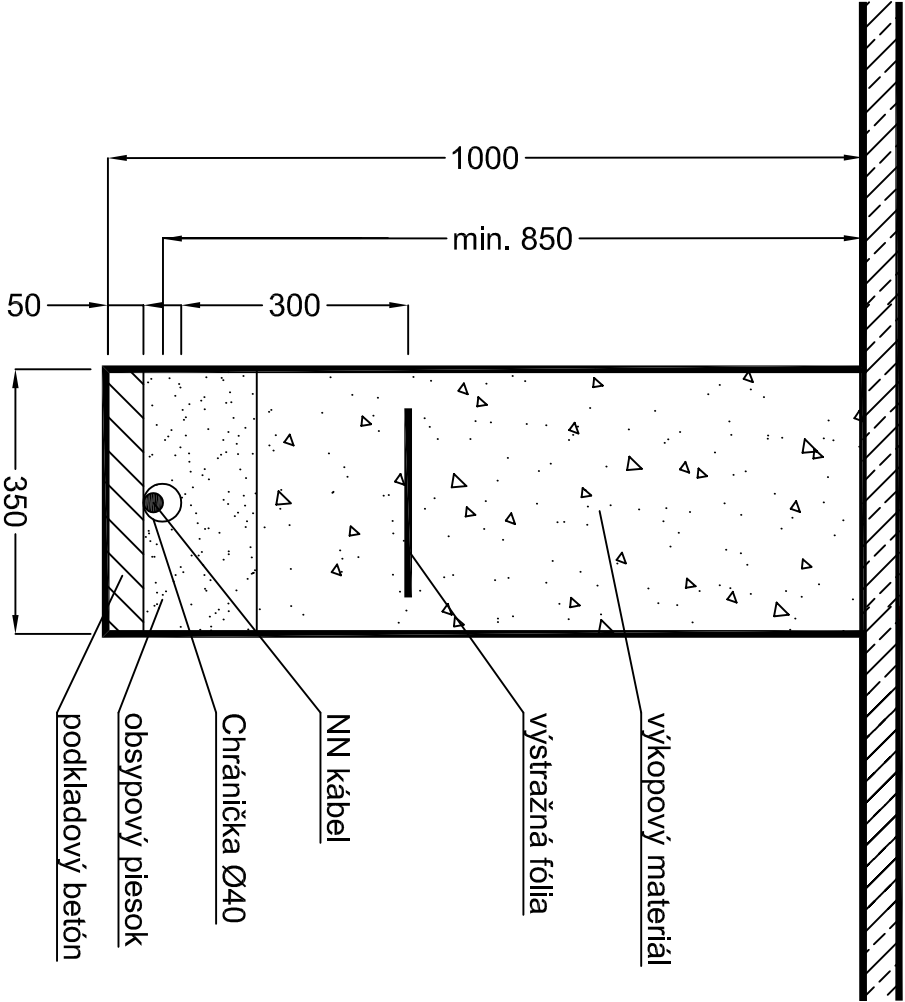 1000
min. 850
300
50
350
výkopový materiál
výstražná fólia
NN kábel
Chránička Ø40
obsypový piesok
podkladový betón